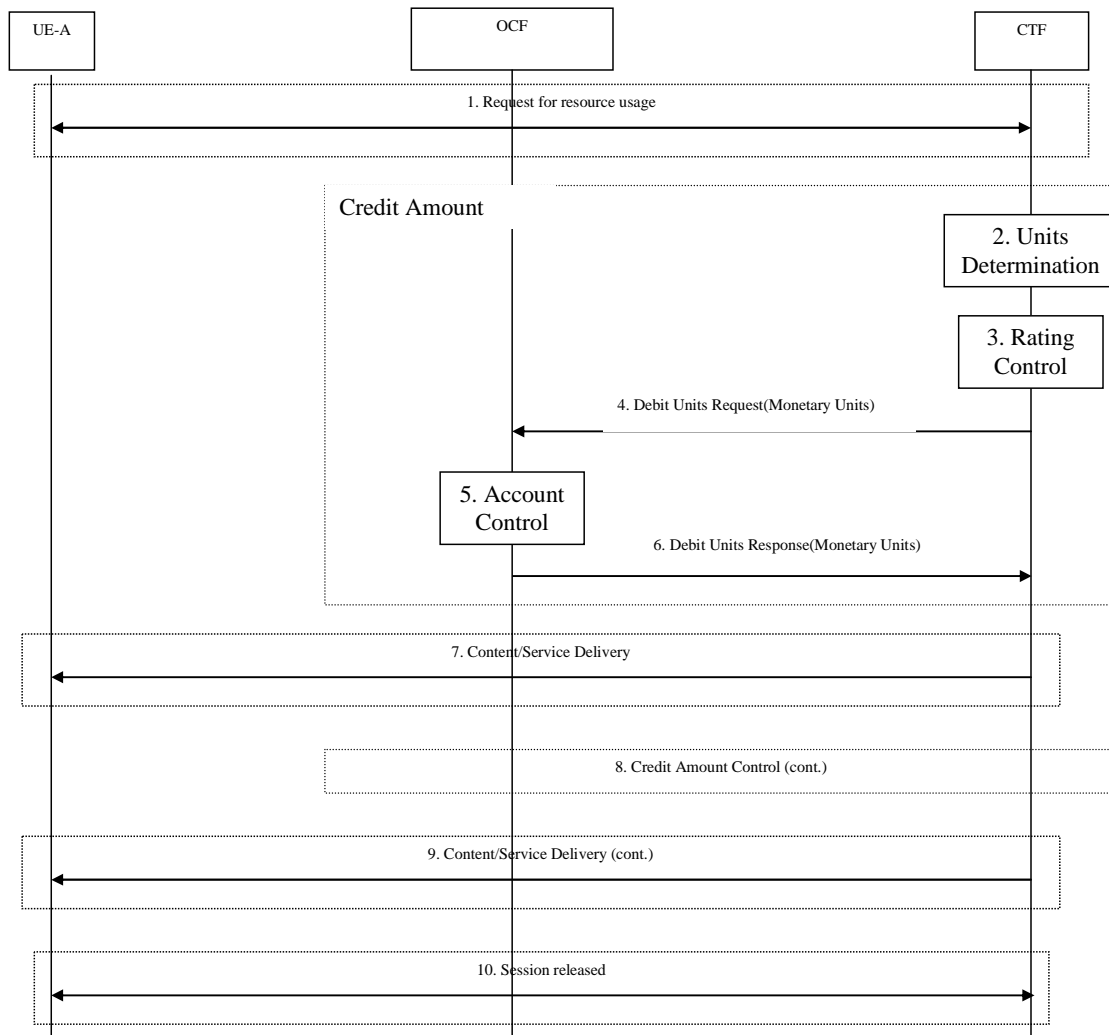 UE-A
OCF
CTF
1. Request for resource usage
Credit Amount
2. Units
Determination
3. Rating
Control
4. Debit Units Request(Monetary Units)
5. Account
Control
6. Debit Units Response(Monetary Units)
7. Content/Service Delivery
8. Credit Amount Control (cont.)
9. Content/Service Delivery (cont.)
10. Session released